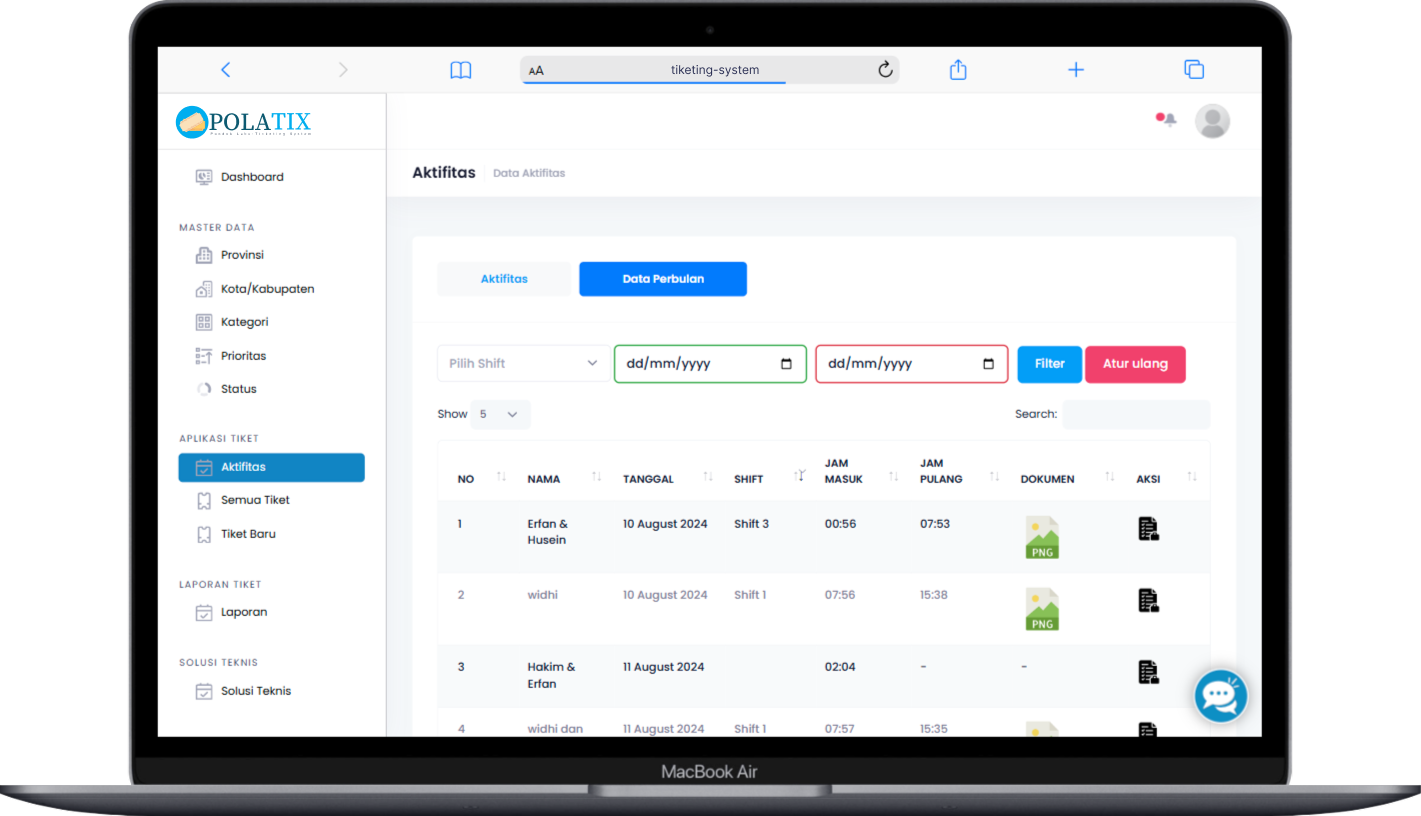 AA
tiketing-system
POLATIX
Aktifitas
Data Aktifitas
Dashboard
MASTER DATA
Provinsi
Kota/Kabupaten
Kategori
Prioritas
Status
APLIKASI TIKET
Aktifitas
Semua Tiket
Tiket Baru
LAPORAN TIKET
Laporan
SOLUSI TEKNIS
Solusi Teknis
Aktifitas
Data Perbulan
Pilih Shift
dd/mm/yyyy
dd/mm/yyyy
Filter
Atur ulang
Show 5
Search:
NO NAMA TANGGAL SHIFT JAM MASUK JAM PULANG DOKUMEN AKSI
1 Erfan & Husein 10 August 2024 Shift 3 00:56 07:53 PNG
2 widhi 10 August 2024 Shift 1 07:56 15:38 PNG
3 Hakim & Erfan 11 August 2024 02:04 - -
4 widhi dan 11 August 2024 Shift 1 07:57 15:35
MacBook Air